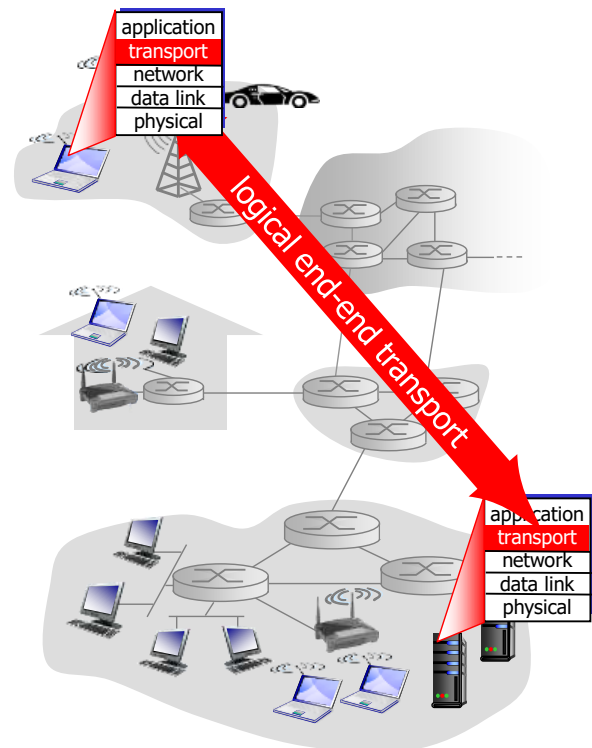 application
transport
network
data link
physical
logical end-end transport
application
transport
network
data link
physical